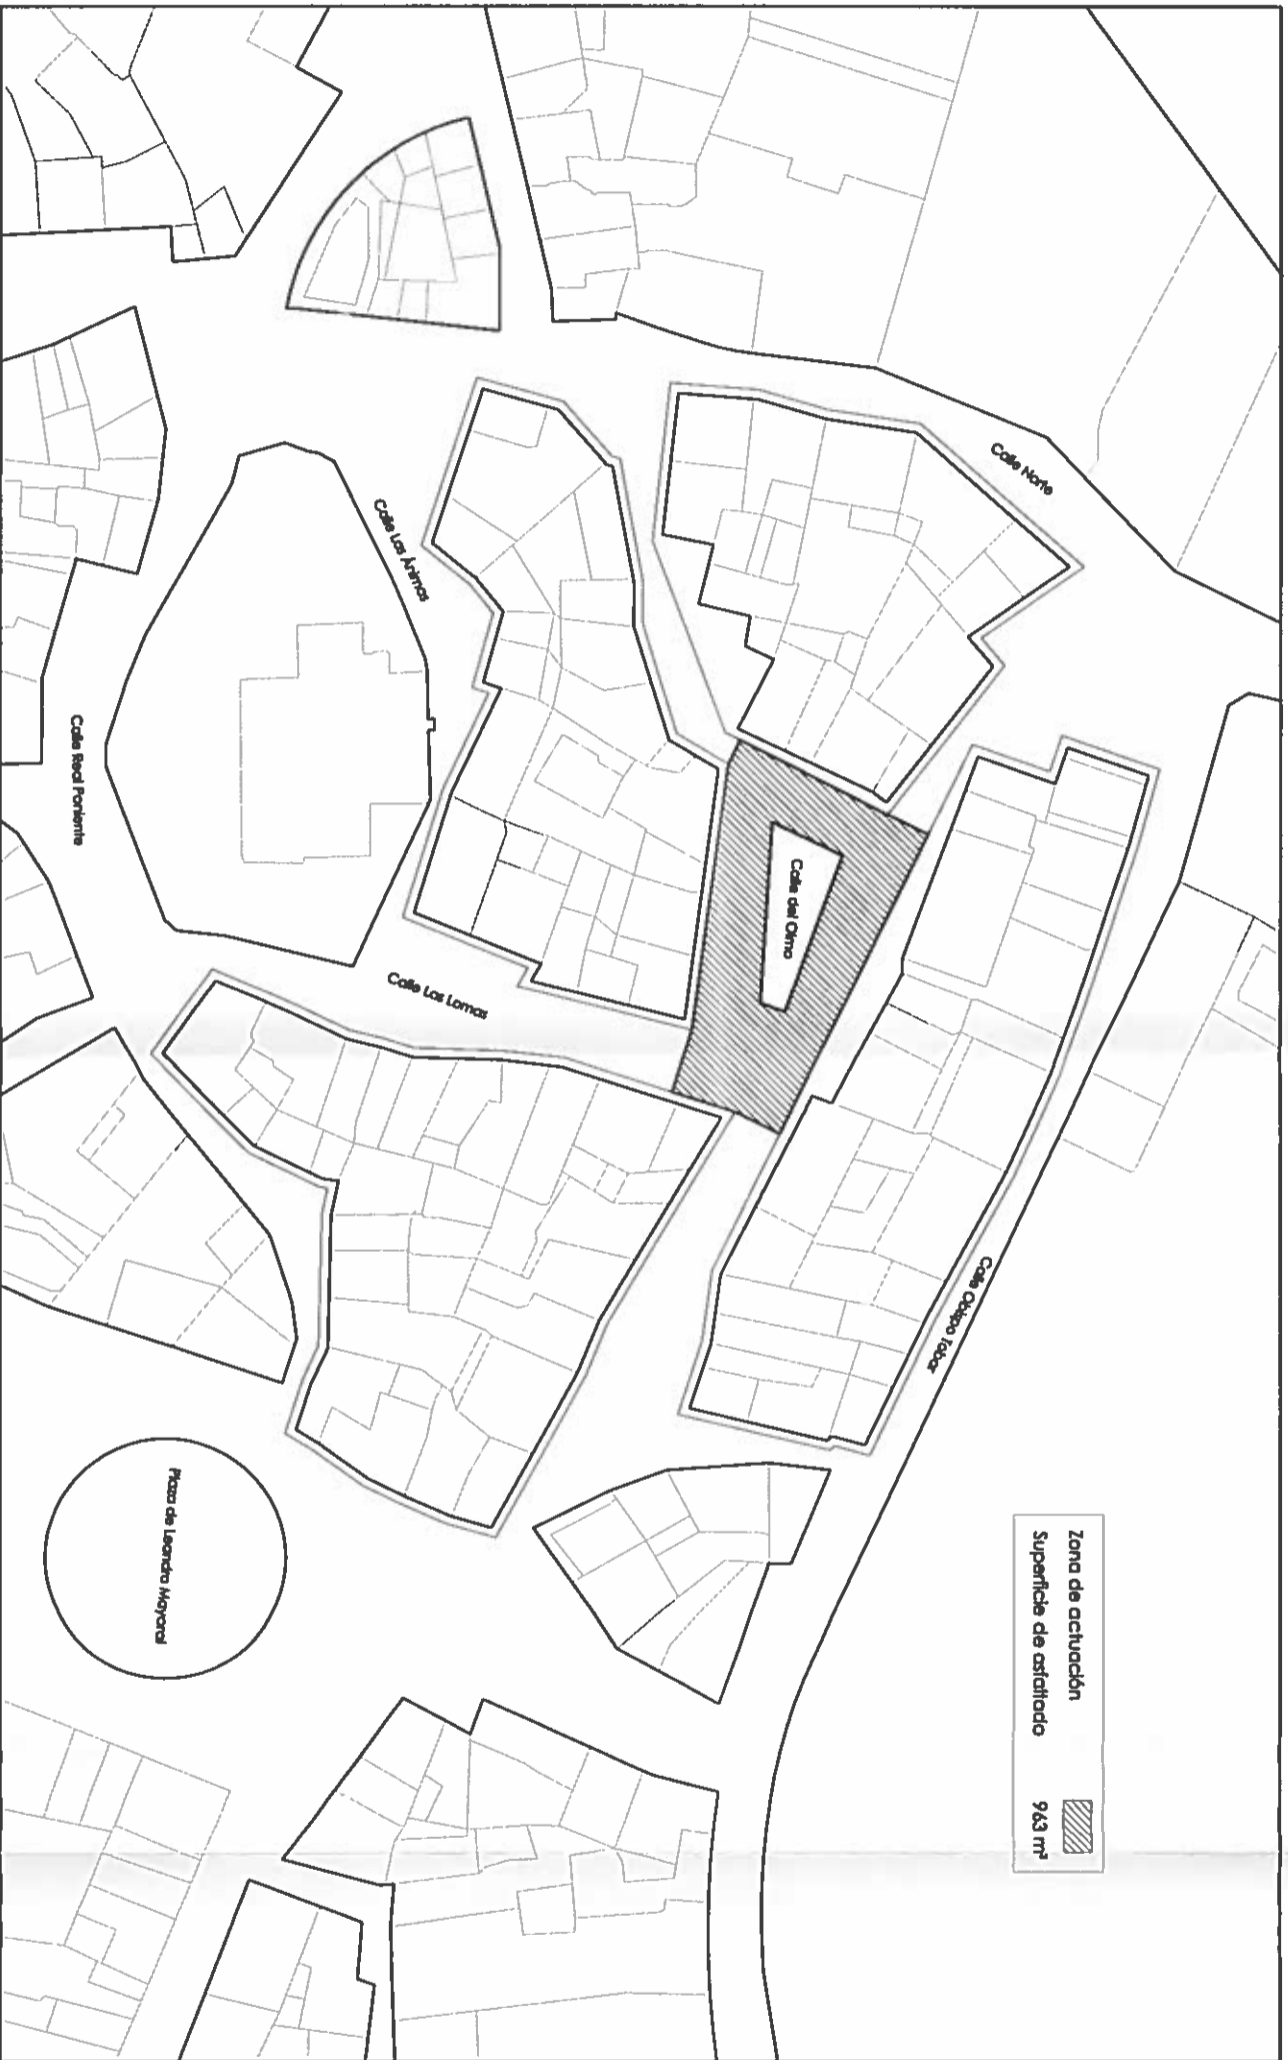 Calle Norte
Calle Las Ánimas
Calle Real Poniente
Calle del Olmo
Calle Las Lomas
Calle Obispo Tobar
Plaza de Leandro Mayoral
Zona de actuación
Superficie de asfaltado 963 m²